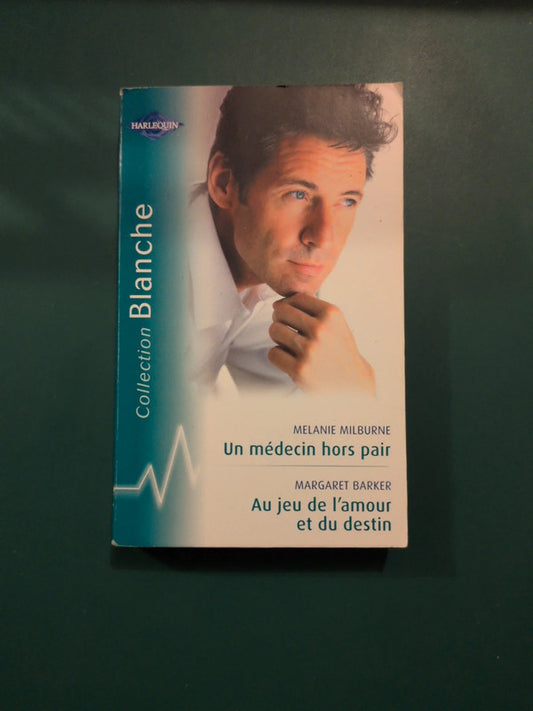 HARLEQUIN
Collection Blanche
MELANIE MILBURNE
Un médecin hors pair
MARGARET BARKER
Au jeu de l'amour
et du destin